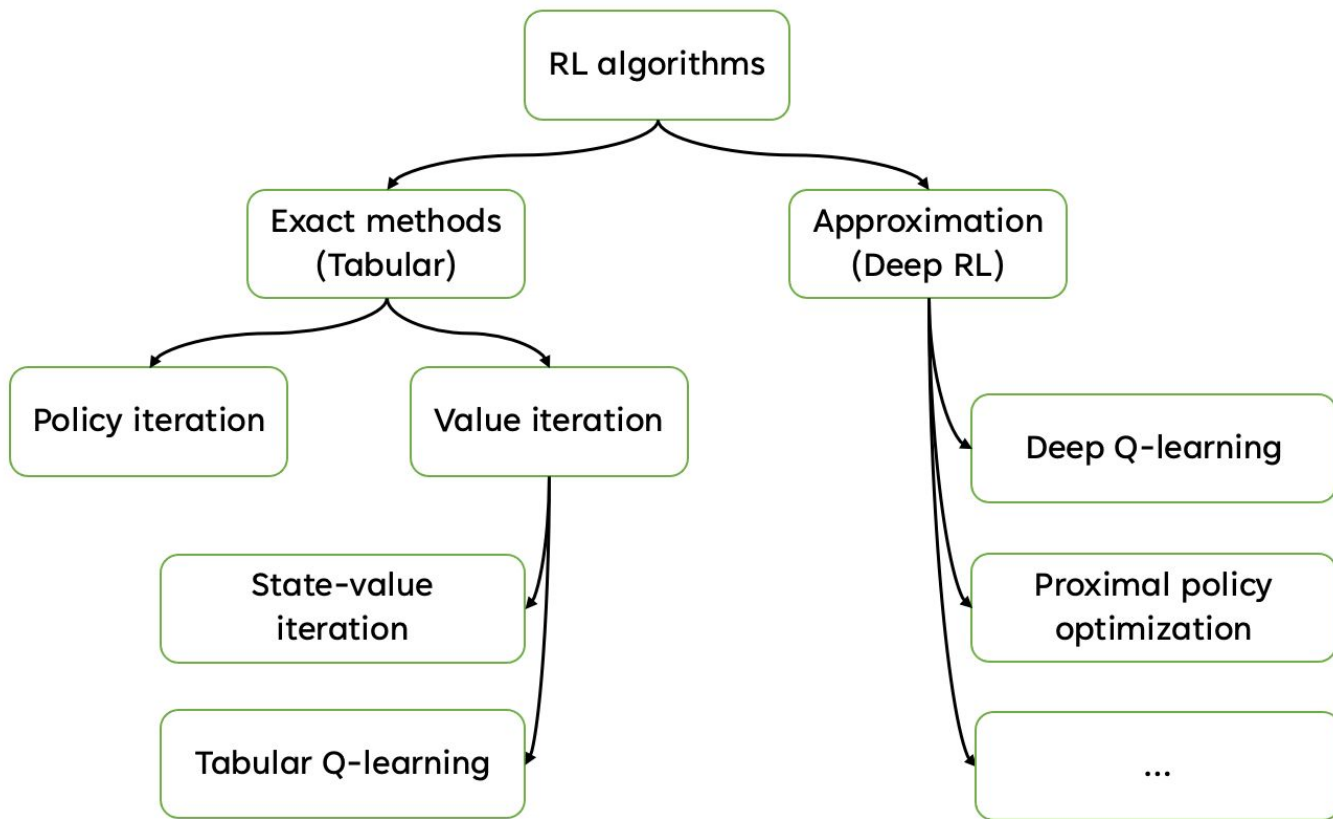 RL algorithms
Exact methods
(Tabular)
Approximation
(Deep RL)
Policy iteration
Value iteration
Deep Q-learning
State-value
iteration
Proximal policy
optimization
Tabular Q-learning
...